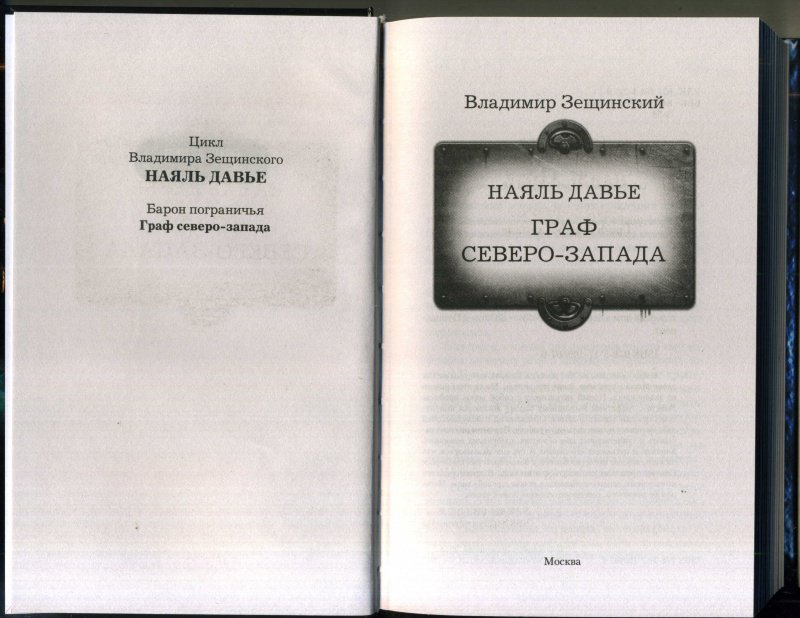 Цикл
Владимира Зещинского
НАЯЛЬ ДАВЬЕ
Барон пограничья
Граф северо-запада
Владимир Зещинский
НАЯЛЬ ДАВЬЕ
ГРАФ
СЕВЕРО-ЗАПАДА
Москва